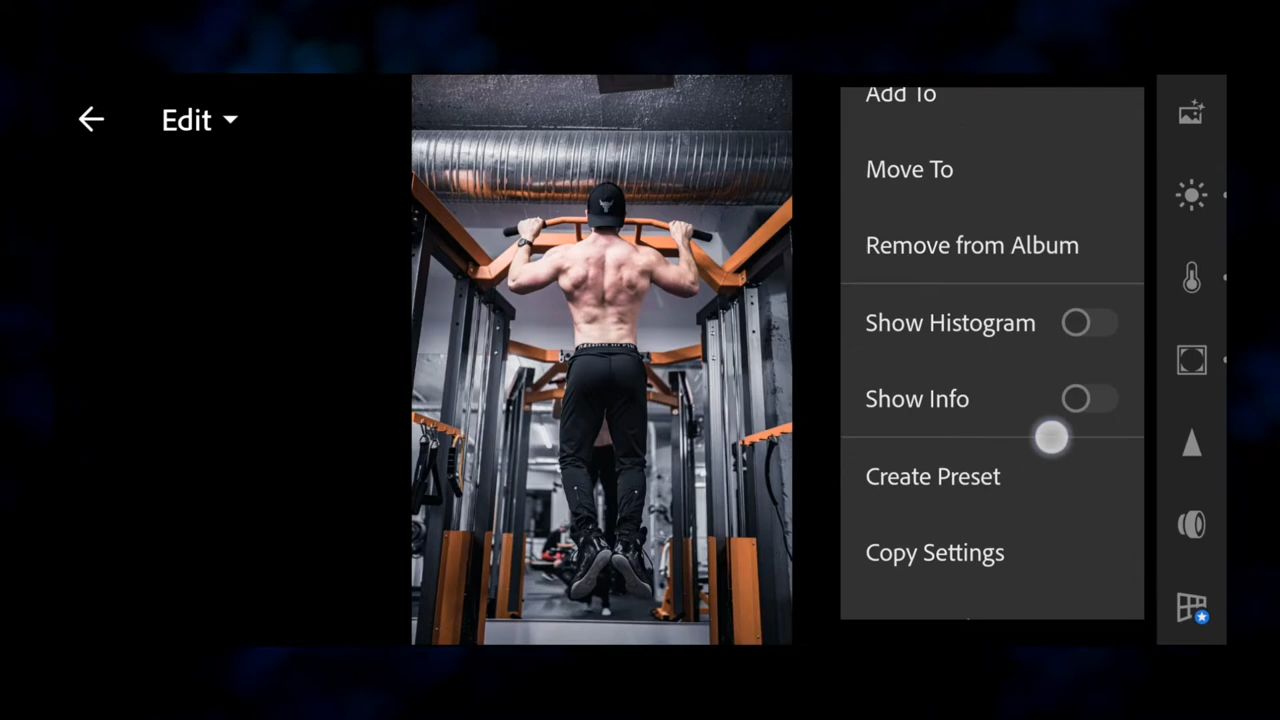 Edit
Add To
Move To
Remove from Album
Show Histogram
Show Info
Create Preset
Copy Settings